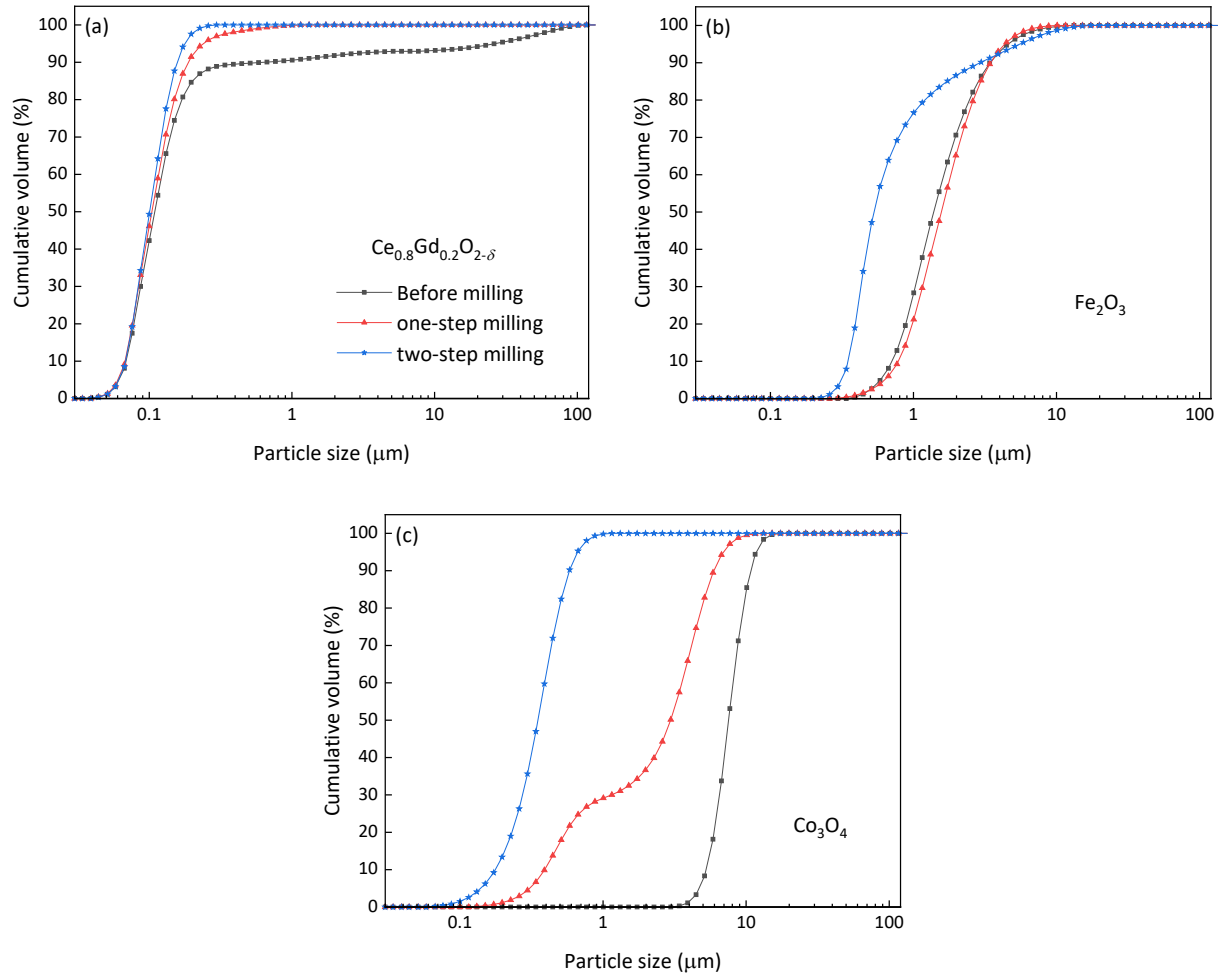 (a)
100
90
80
70
60
50
40
30
20
10
0
Cumulative volume (%)
Ce0.8Gd0.2O2-δ
Before milling
one-step milling
two-step milling
0.1 1 10 100
Particle size (μm)
(b)
100
90
80
70
60
50
40
30
20
10
0
Cumulative volume (%)
Fe2O3
0.1 1 10 100
Particle size (μm)
(c)
100
90
80
70
60
50
40
30
20
10
0
Cumulative volume (%)
Co3O4
0.1 1 10 100
Particle size (μm)